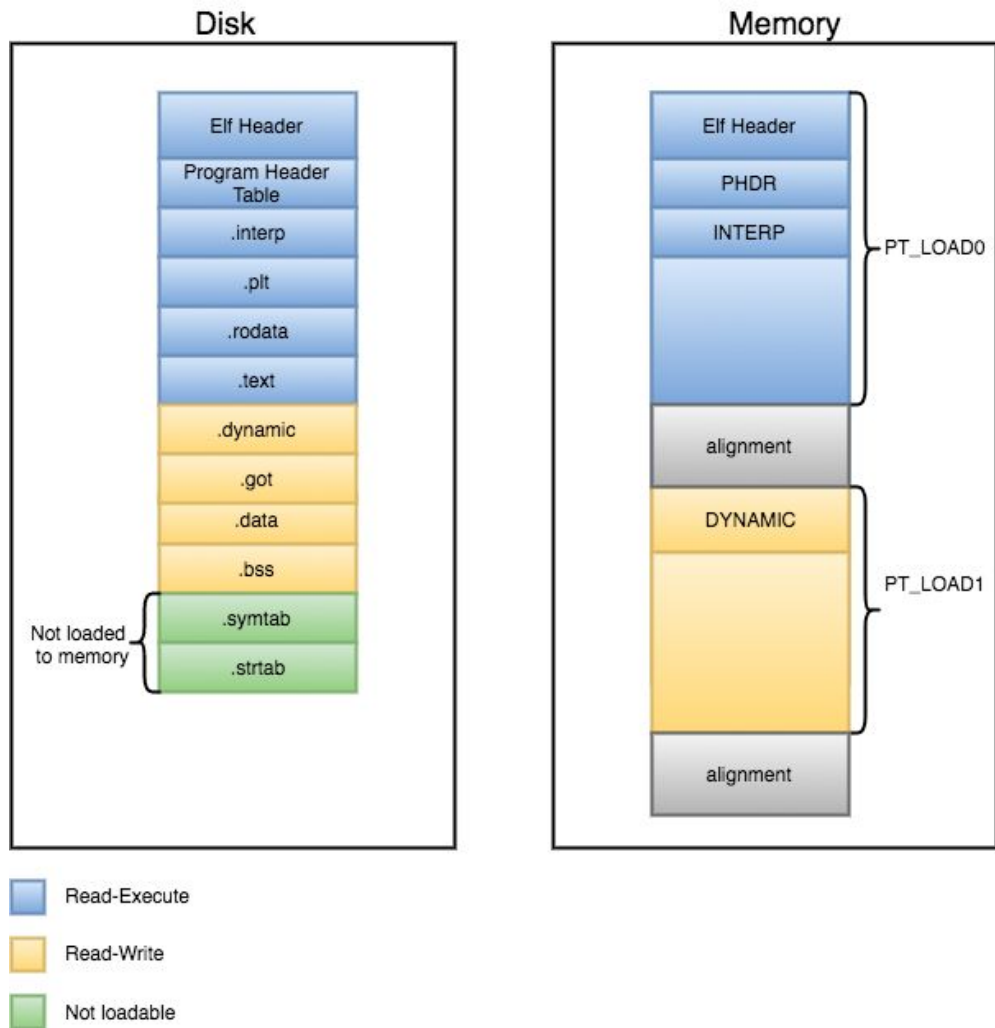 Disk
Elf Header
Program Header
Table
.interp
.plt
.rodata
.text
.dynamic
.got
.data
.bss
.symtab
.strtab
Not loaded
to memory
Memory
Elf Header
PHDR
INTERP
PT_LOAD0
alignment
DYNAMIC
PT_LOAD1
alignment
Read-Execute
Read-Write
Not loadable